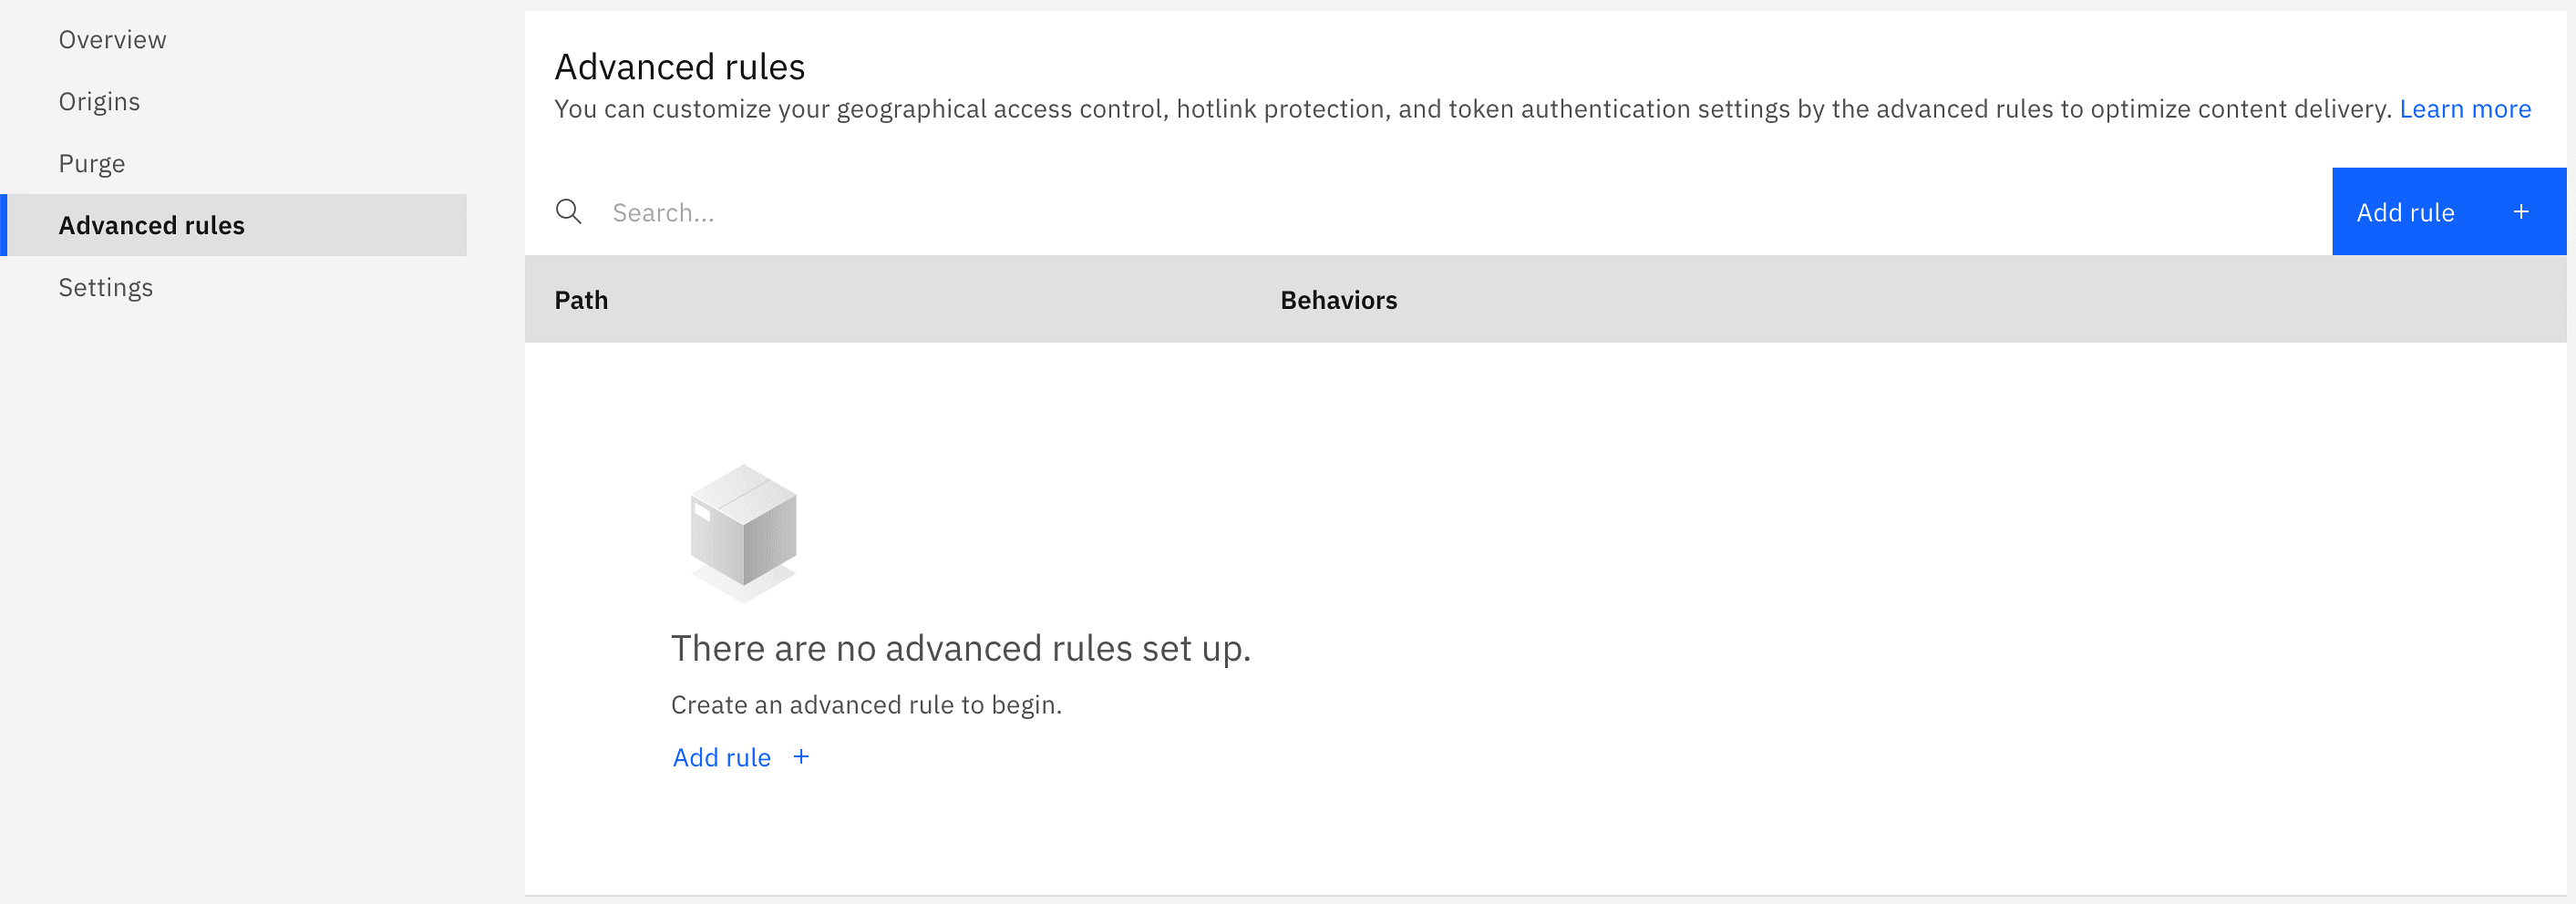 Overview
Origins
Purge
Advanced rules
Settings
Advanced rules
You can customize your geographical access control, hotlink protection, and token authentication settings by the advanced rules to optimize content delivery. Learn more
Search...
Add rule +
Path Behaviors
There are no advanced rules set up.
Create an advanced rule to begin.
Add rule +